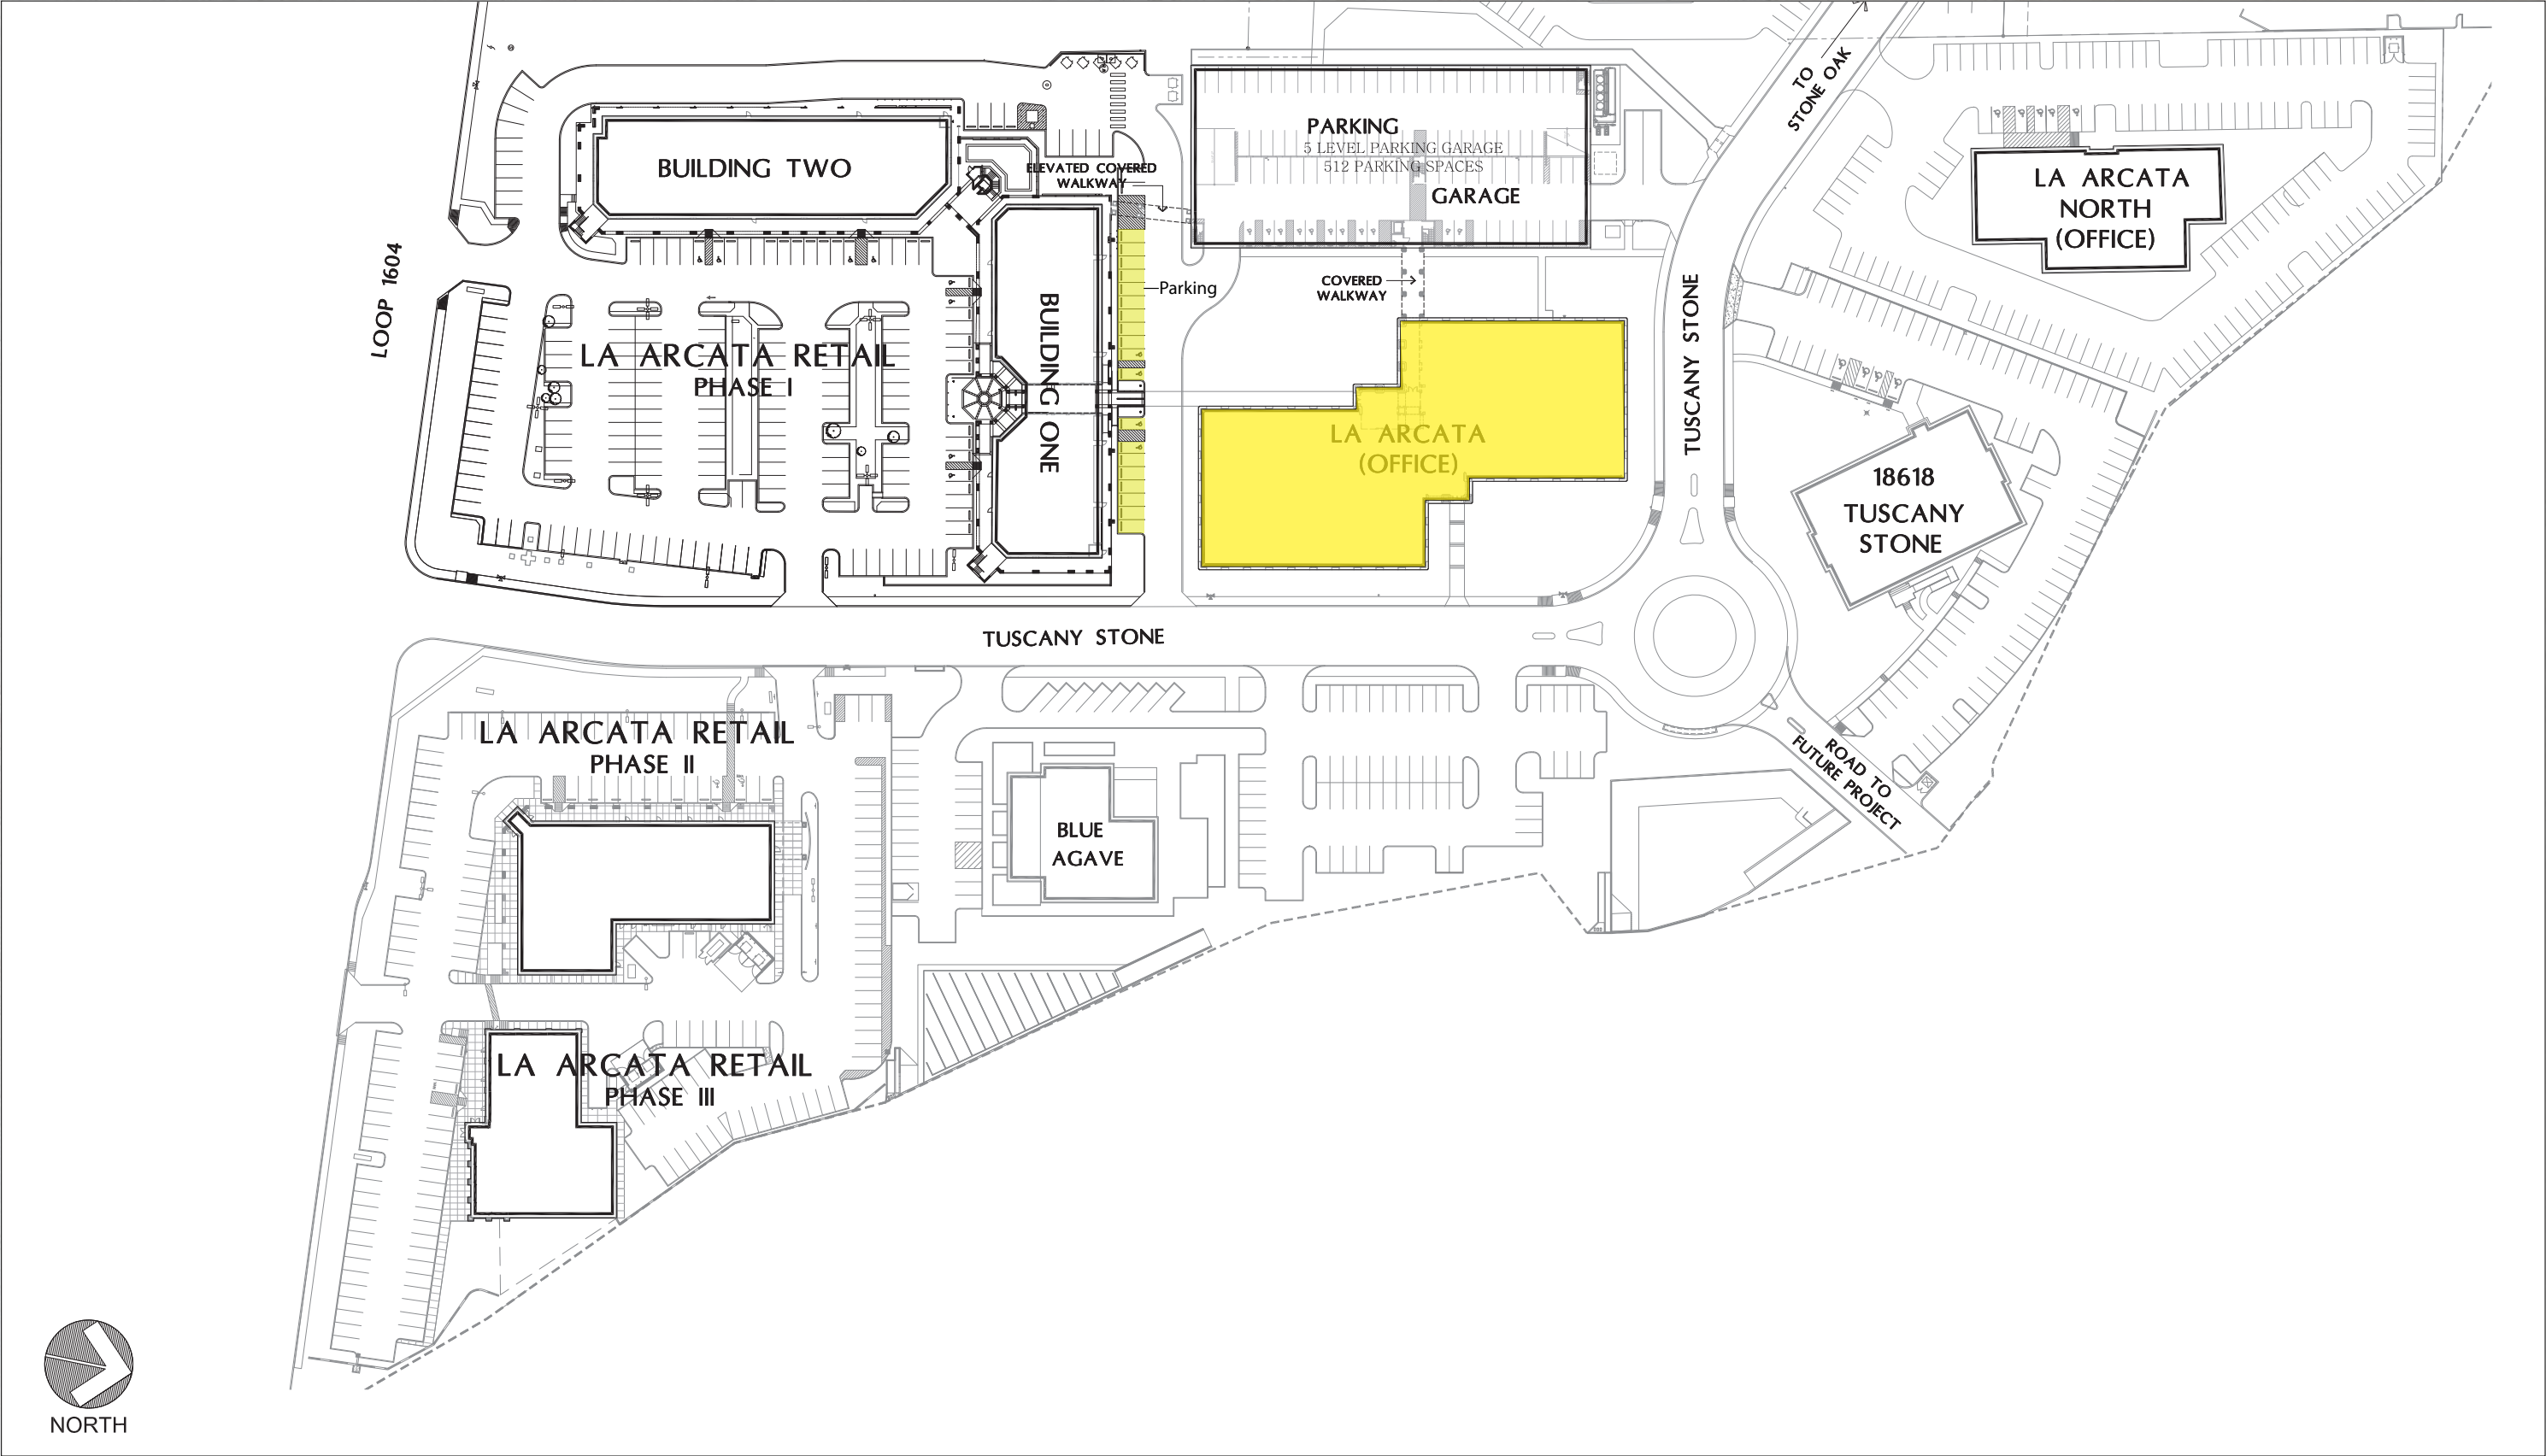 TO
STONE OAK
PARKING
5 LEVEL PARKING GARAGE
512 PARKING SPACES
GARAGE
BUILDING TWO
ELEVATED COVERED
WALKWAY
LA ARCATA
NORTH
(OFFICE)
LOOP 1604
Parking
COVERED
WALKWAY
BUILDING ONE
TUSCANY STONE
LA ARCATA RETAIL
PHASE I
LA ARCATA
(OFFICE)
18618
TUSCANY
STONE
TUSCANY STONE
LA ARCATA RETAIL
PHASE II
ROAD TO
FUTURE PROJECT
BLUE
AGAVE
LA ARCATA RETAIL
PHASE III
NORTH